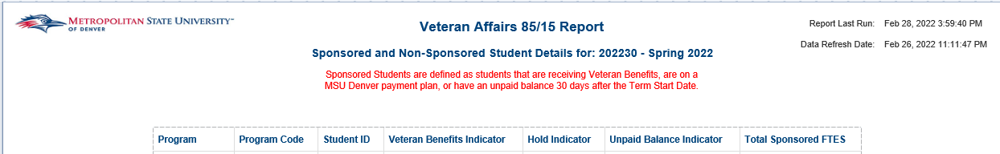 METROPOLITAN STATE UNIVERSITY™
OF DENVER
Veteran Affairs 85/15 Report
Report Last Run: Feb 28, 2022 3:59:40 PM
Data Refresh Date: Feb 26, 2022 11:11:47 PM
Sponsored and Non-Sponsored Student Details for: 202230 - Spring 2022
Sponsored Students are defined as students that are receiving Veteran Benefits, are on a
MSU Denver payment plan, or have an unpaid balance 30 days after the Term Start Date.
Program Program Code Student ID Veteran Benefits Indicator Hold Indicator Unpaid Balance Indicator Total Sponsored FTES